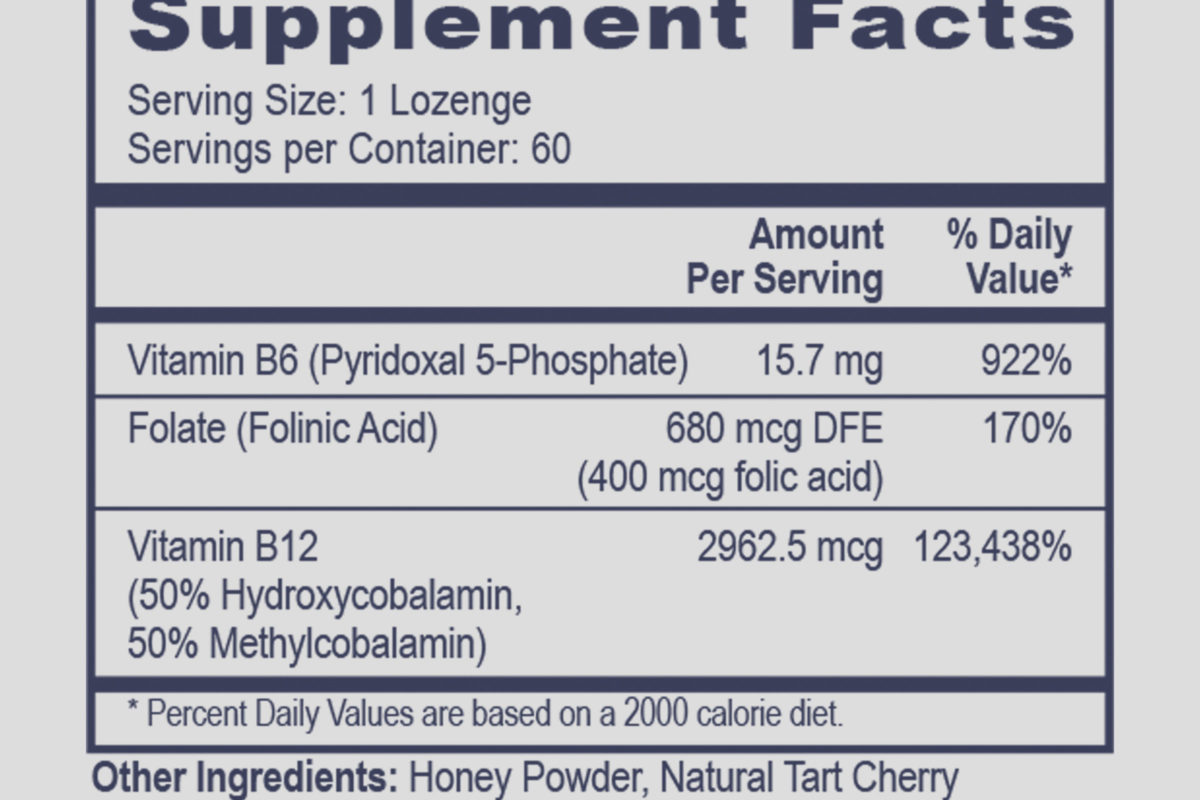 Supplement Facts
Serving Size: 1 Lozenge
Servings per Container: 60
Amount Per Serving
% Daily Value*
Vitamin B6 (Pyridoxal 5-Phosphate) 15.7 mg 922%
Folate (Folinic Acid) 680 mcg DFE 170%
(400 mcg folic acid)
Vitamin B12 2962.5 mcg 123,438%
(50% Hydroxycobalamin,
50% Methylcobalamin)
* Percent Daily Values are based on a 2000 calorie diet.
Other Ingredients: Honey Powder, Natural Tart Cherry